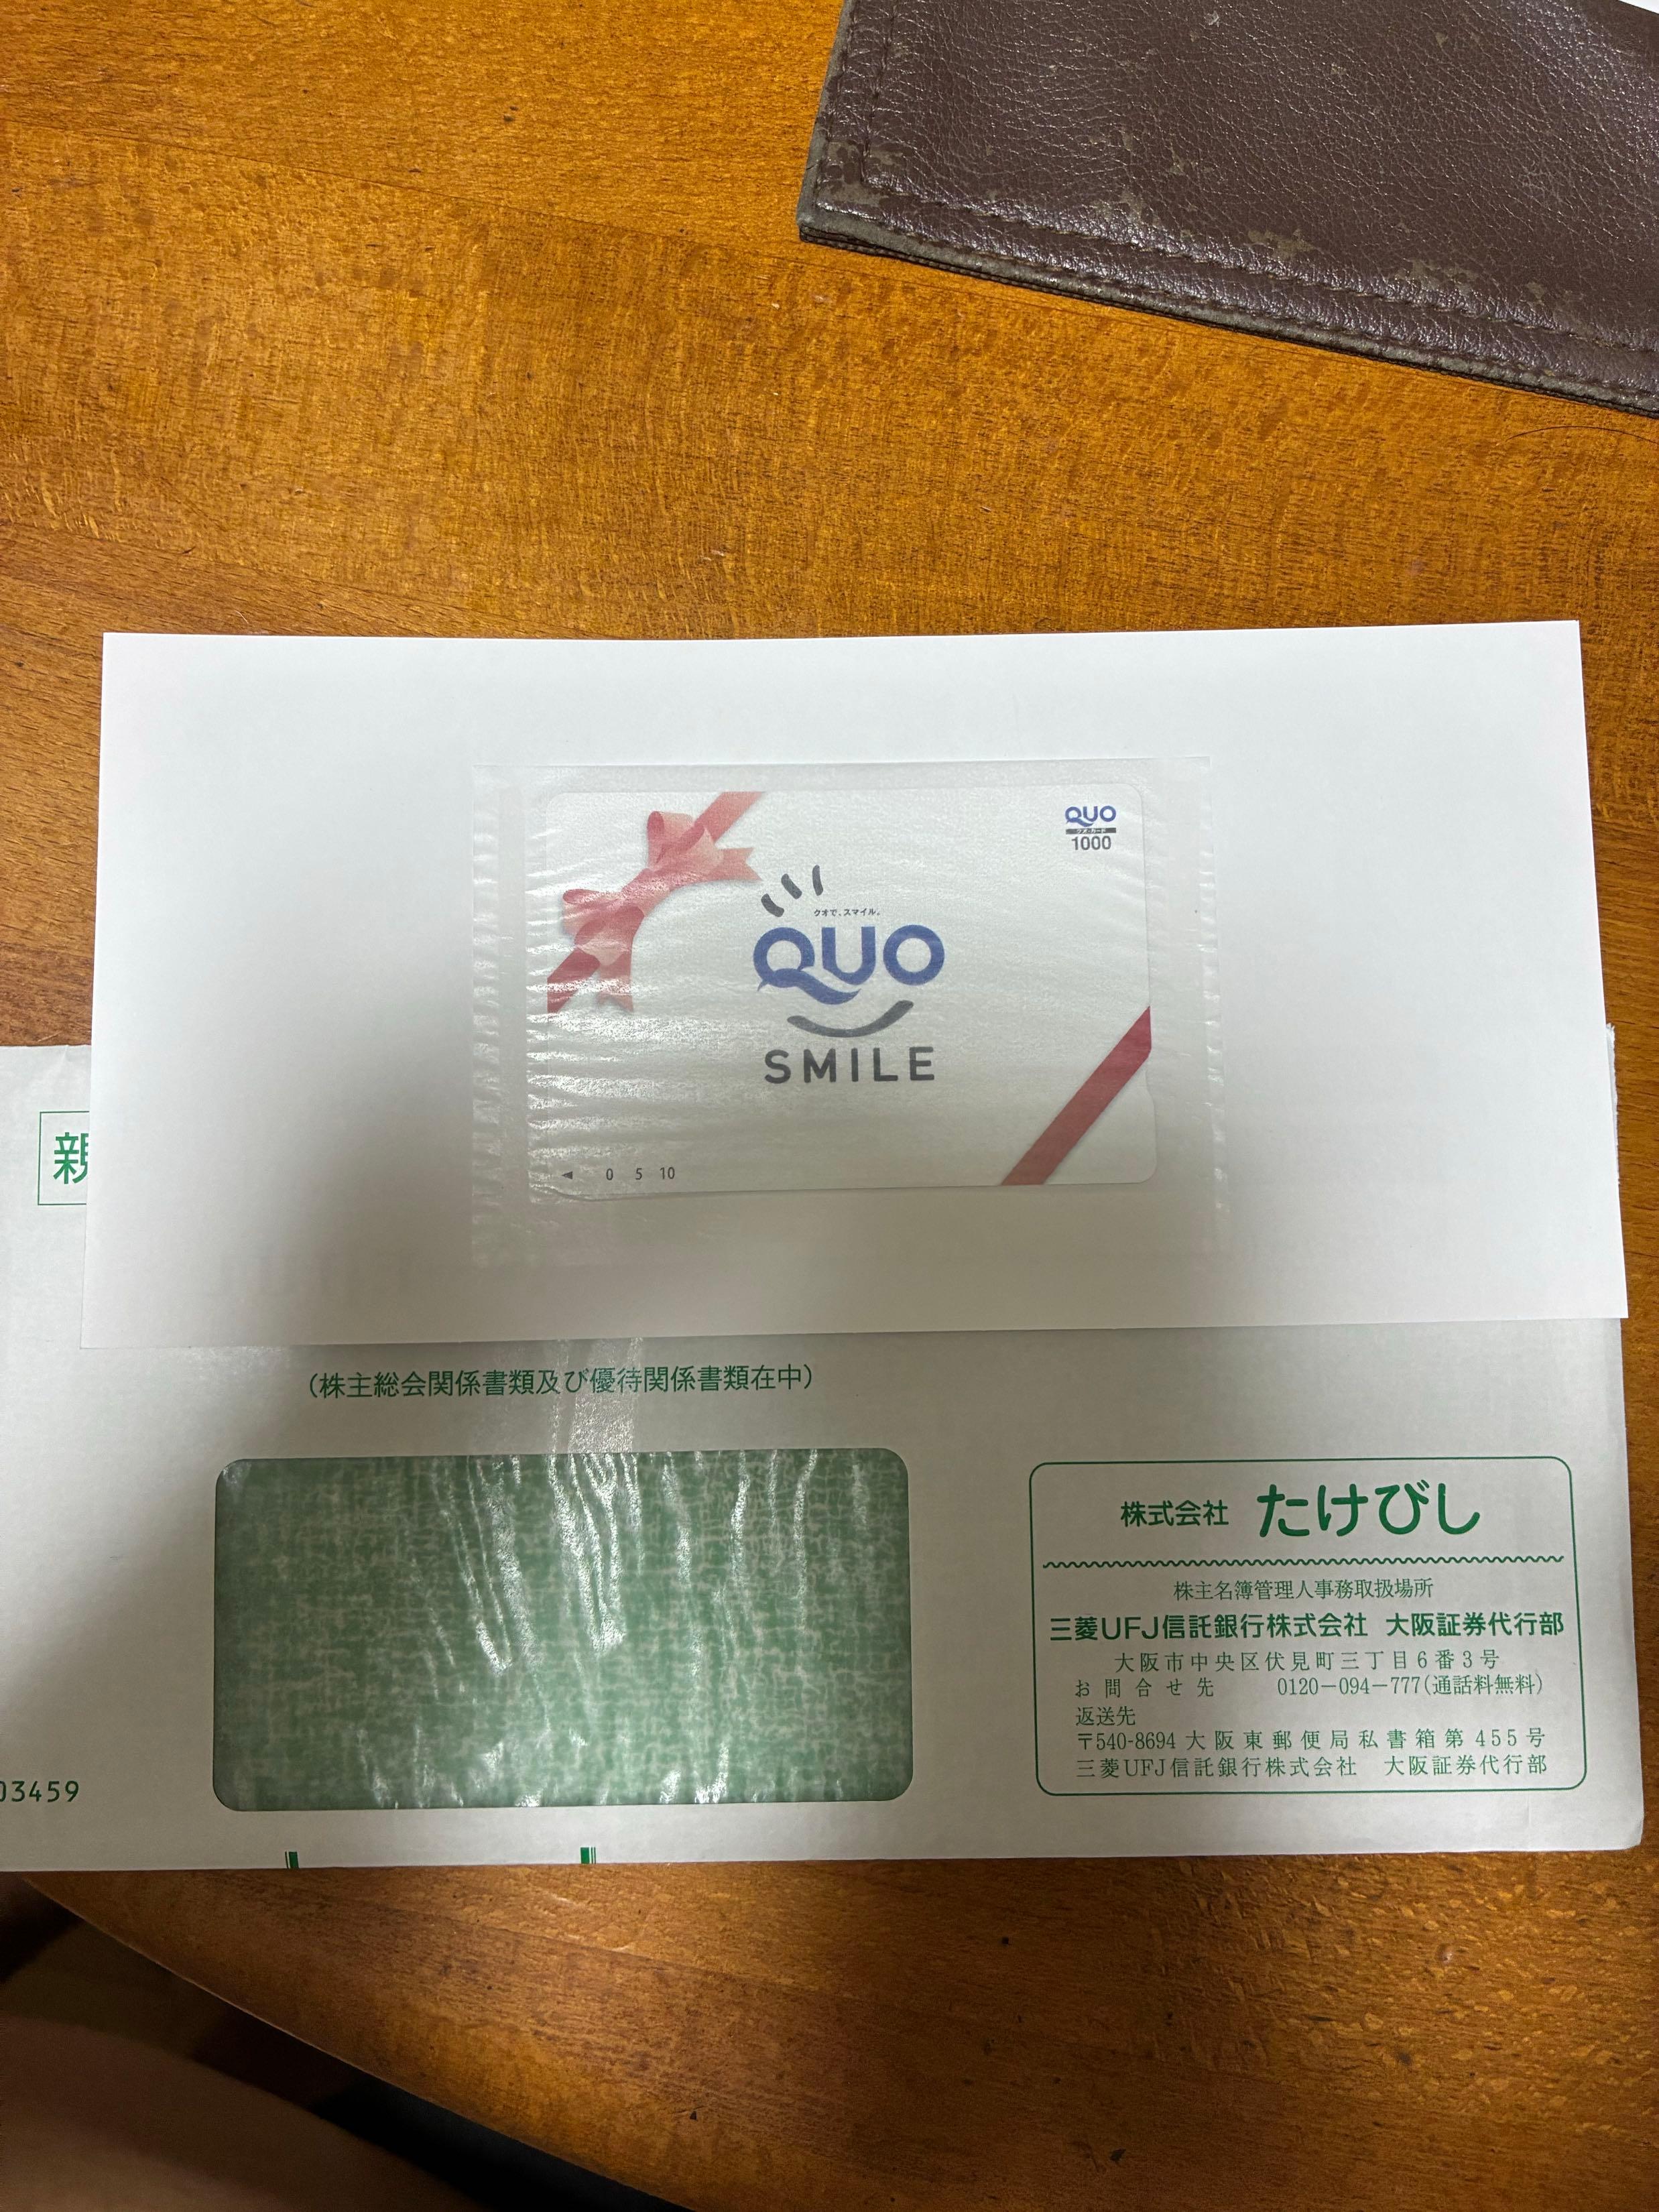 QUO
クオ・カード
1000
クオで、スマイル。
QUO
SMILE
0 5 10
親
(株主総会関係書類及び優待関係書類在中)
株式会社 たけびし
株主名簿管理人事務取扱場所
三菱UFJ信託銀行株式会社 大阪証券代行部
大阪市中央区伏見町三丁目6番3号
お問合せ先 0120-094-777(通話料無料)
返送先
〒540-8694 大阪東郵便局私書箱第455号
三菱UFJ信託銀行株式会社 大阪証券代行部
03459